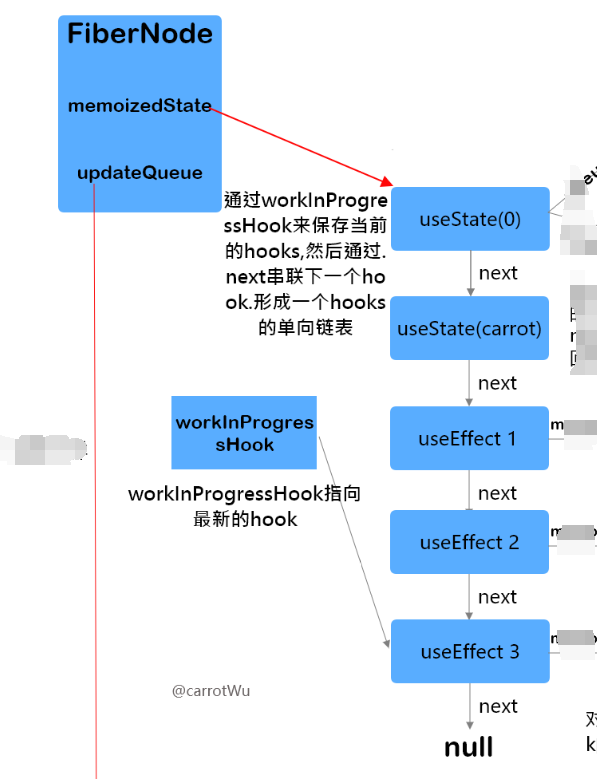 FiberNode
memoizedState
updateQueue
通过workInProgre
ssHook来保存当前
的hooks,然后通过.
next串联下一个ho
ok.形成一个hooks
的单向链表
useState(0)
next
useState(carrot)
next
workInProgres
sHook
useEffect 1
workInProgressHook指向
最新的hook
next
useEffect 2
next
useEffect 3
@carrotWu
next
null
对
k